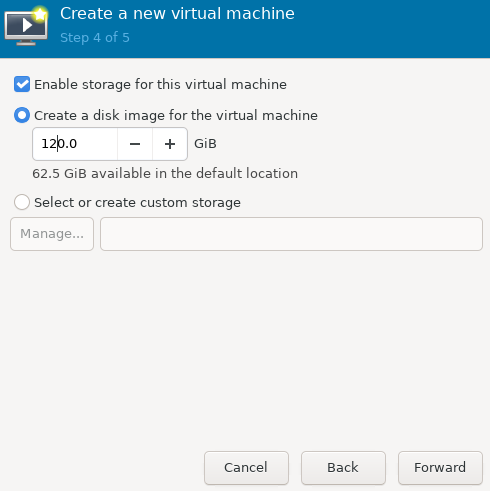 Create a new virtual machine
Step 4 of 5
Enable storage for this virtual machine
Create a disk image for the virtual machine
120.0 − + GiB
62.5 GiB available in the default location
Select or create custom storage
Manage...
Cancel Back Forward